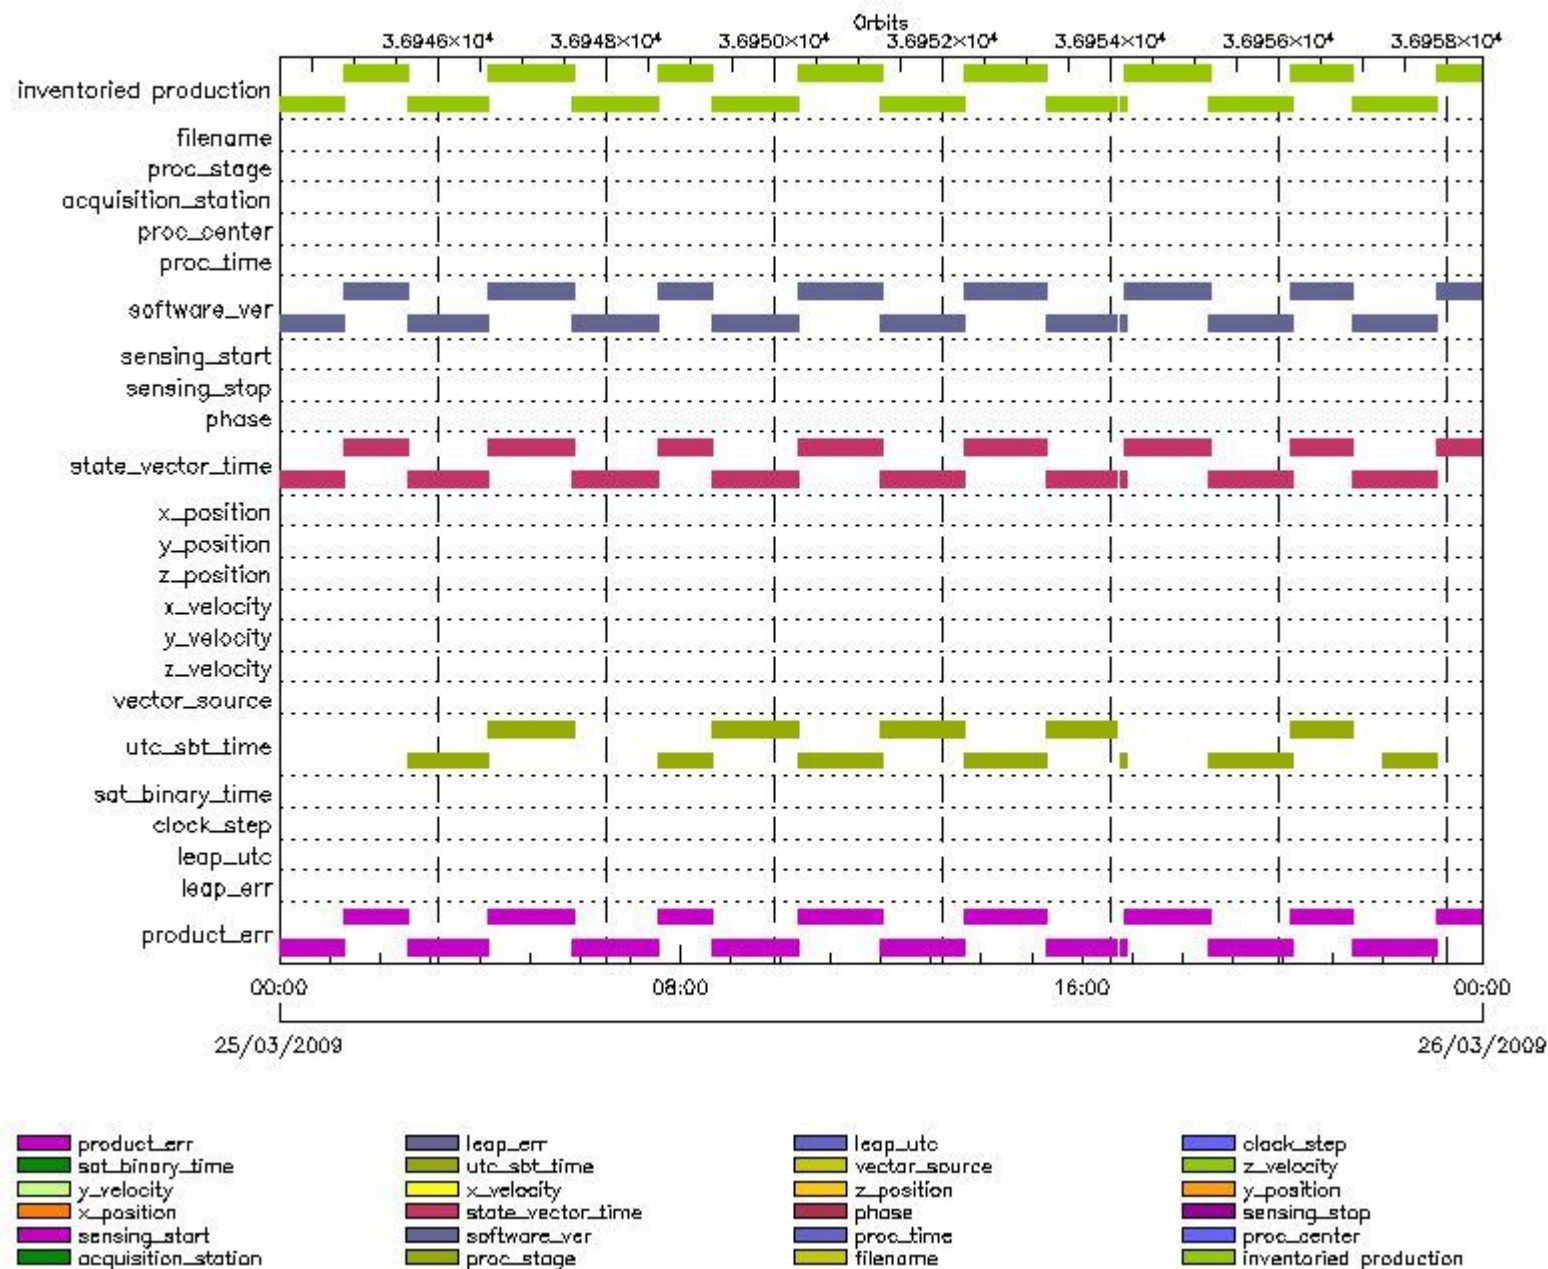 Orbits
3.6946×10⁴ 3.6948×10⁴ 3.6950×10⁴ 3.6952×10⁴ 3.6954×10⁴ 3.6956×10⁴ 3.6958×10⁴
inventoried production
filename
proc_stage
acquisition_station
proc_center
proc_time
software_ver
sensing_start
sensing_stop
phase
state_vector_time
x_position
y_position
z_position
x_velocity
y_velocity
z_velocity
vector_source
utc_sbt_time
sat_binary_time
clock_step
leap_utc
leap_err
product_err
00:00 08:00 16:00 00:00
25/03/2009 26/03/2009
product_err leap_err leap_utc clock_step
sat_binary_time utc_sbt_time vector_source z_velocity
y_velocity x_velocity z_position y_position
x_position state_vector_time phase sensing_stop
sensing_start software_ver proc_time proc_center
acquisition_station proc_stage filename inventoried production